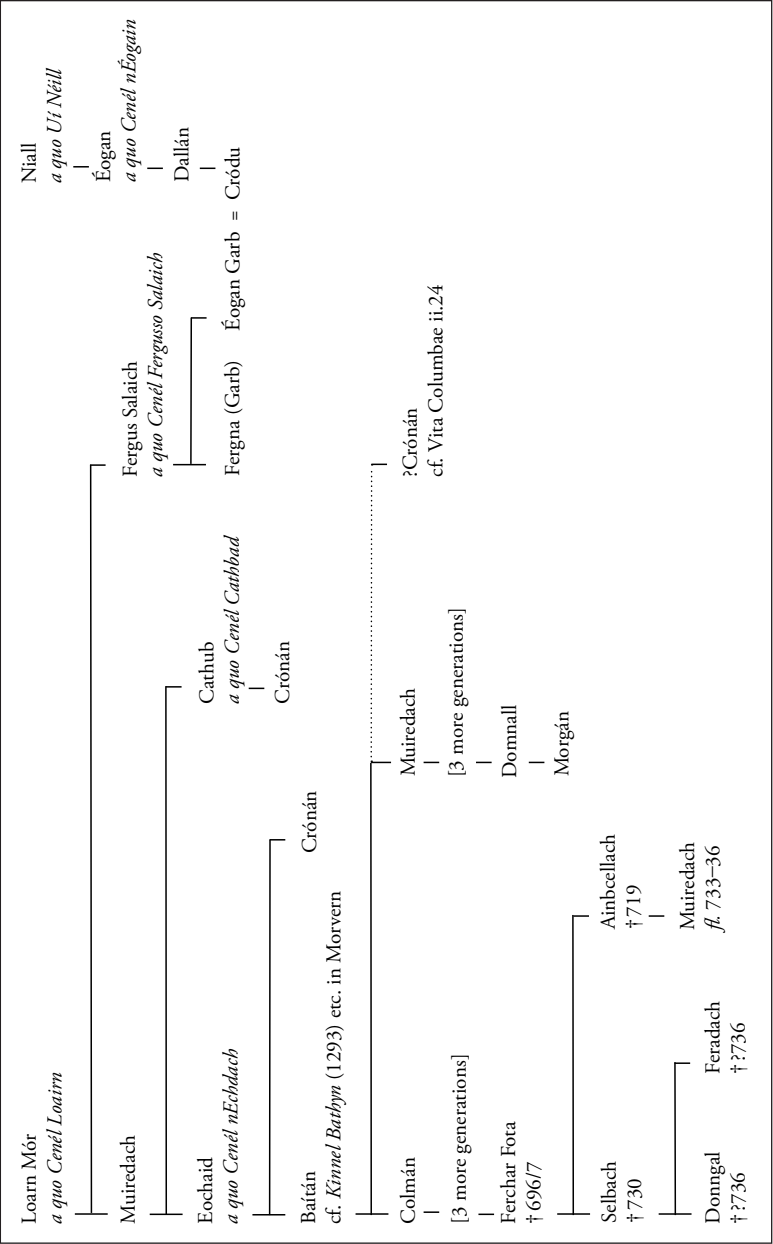 Loarn Mór
a quo Cenél Loairn
Niall
a quo Uí Néill
Éogan
a quo Cenél nÉogain
Muiredach
Fergus Salaich
a quo Cenél Fergusso Salaich
Dallán
Eochaid
a quo Cenél nEchdach
Cathub
a quo Cenél Cathbad
Fergna (Garb)
Éogan Garb = Cródu
Crónán
Baítán
cf. Kinnel Bathyn (1293) etc. in Morvern
Crónán
Colmán
Muiredach
?Crónán
cf. Vita Columbae ii.24
[3 more generations]
[3 more generations]
Ferchar Fota
†696/7
Domnall
Morgán
Selbach
†730
Ainbcellach
†719
Donngal
†?736
Feradach
†?736
Muiredach
fl. 733–36